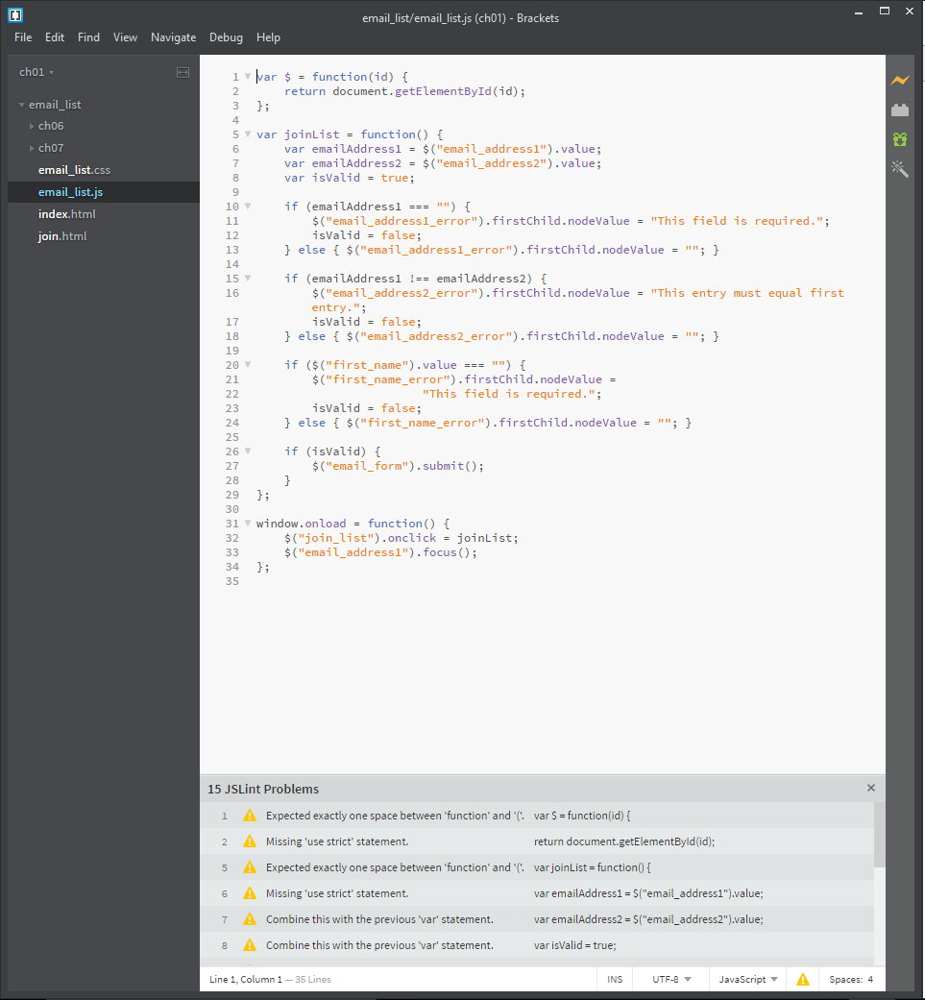 email_list/email_list.js (ch01) - Brackets
File Edit Find View Navigate Debug Help
ch01
email_list
ch06
ch07
email_list.css
email_list.js
index.html
join.html
1 var $ = function(id) {
2     return document.getElementById(id);
3 };
4
5 var joinList = function() {
6     var emailAddress1 = $("email_address1").value;
7     var emailAddress2 = $("email_address2").value;
8     var isValid = true;
9
10     if (emailAddress1 === "") {
11         $("email_address1_error").firstChild.nodeValue = "This field is required.";
12         isValid = false;
13     } else { $("email_address1_error").firstChild.nodeValue = ""; }
14
15     if (emailAddress1 !== emailAddress2) {
16         $("email_address2_error").firstChild.nodeValue = "This entry must equal first
entry.";
17         isValid = false;
18     } else { $("email_address2_error").firstChild.nodeValue = ""; }
19
20     if ($("first_name").value === "") {
21         $("first_name_error").firstChild.nodeValue =
22                         "This field is required.";
23         isValid = false;
24     } else { $("first_name_error").firstChild.nodeValue = ""; }
25
26     if (isValid) {
27         $("email_form").submit();
28     }
29 };
30
31 window.onload = function() {
32     $("join_list").onclick = joinList;
33     $("email_address1").focus();
34 };
35
15 JSLint Problems
1 Expected exactly one space between 'function' and '('. var $ = function(id) {
2 Missing 'use strict' statement. return document.getElementById(id);
5 Expected exactly one space between 'function' and '('. var joinList = function() {
6 Missing 'use strict' statement. var emailAddress1 = $("email_address1").value;
7 Combine this with the previous 'var' statement. var emailAddress2 = $("email_address2").value;
8 Combine this with the previous 'var' statement. var isValid = true;
Line 1, Column 1 — 35 Lines INS UTF-8 JavaScript Spaces: 4